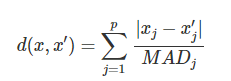 d(x, x′) = \sum_{j=1}^{p} \frac{|x_j − x′_j|}{MAD_j}